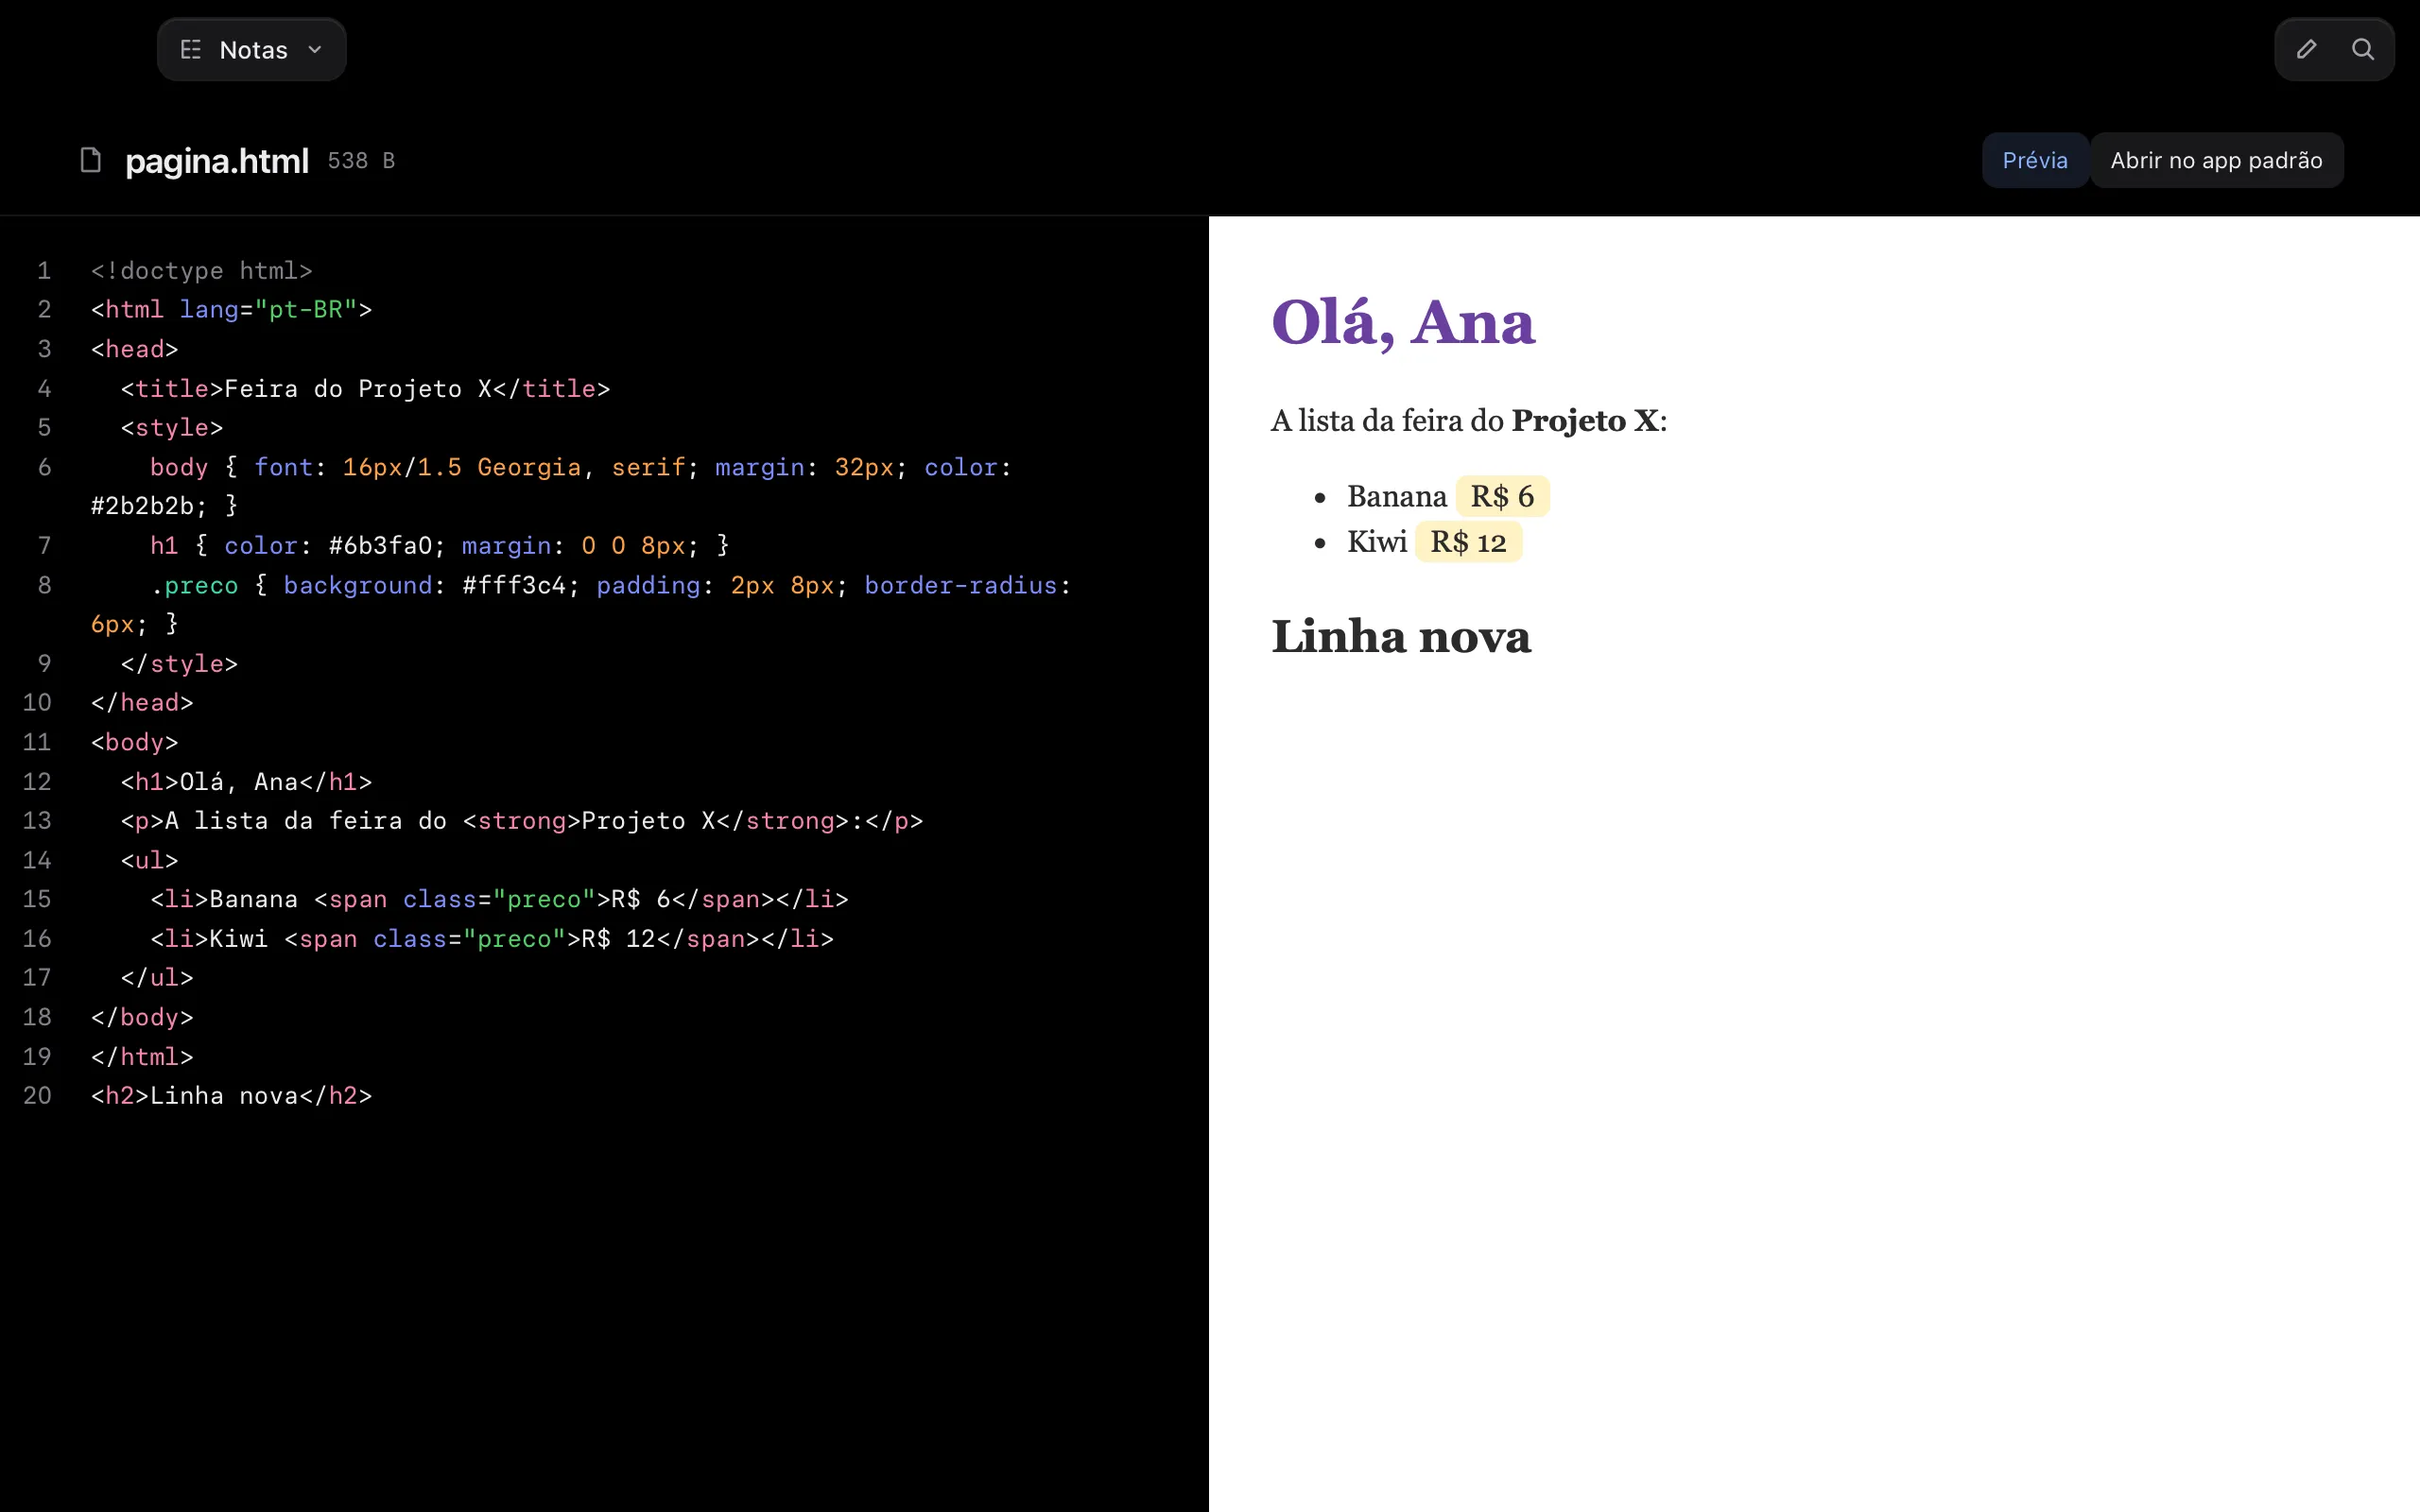 Notas
pagina.html 538 B
Prévia Abrir no app padrão
1 <!doctype html>
2 <html lang="pt-BR">
3 <head>
4   <title>Feira do Projeto X</title>
5   <style>
6     body { font: 16px/1.5 Georgia, serif; margin: 32px; color:
#2b2b2b; }
7     h1 { color: #6b3fa0; margin: 0 0 8px; }
8     .preco { background: #fff3c4; padding: 2px 8px; border-radius:
6px; }
9   </style>
10 </head>
11 <body>
12   <h1>Olá, Ana</h1>
13   <p>A lista da feira do <strong>Projeto X</strong>:</p>
14   <ul>
15     <li>Banana <span class="preco">R$ 6</span></li>
16     <li>Kiwi <span class="preco">R$ 12</span></li>
17   </ul>
18 </body>
19 </html>
20 <h2>Linha nova</h2>
Olá, Ana
A lista da feira do Projeto X:
• Banana R$ 6
• Kiwi R$ 12
Linha nova